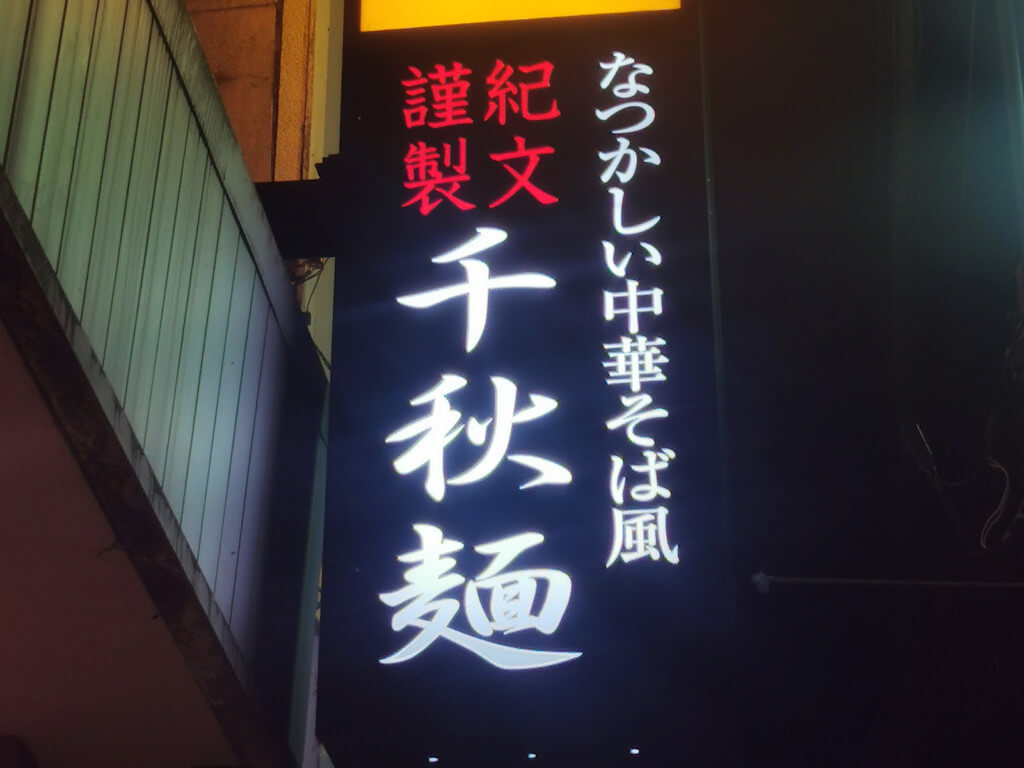 なつかしい中華そば風
紀文
謹製
千秋麺